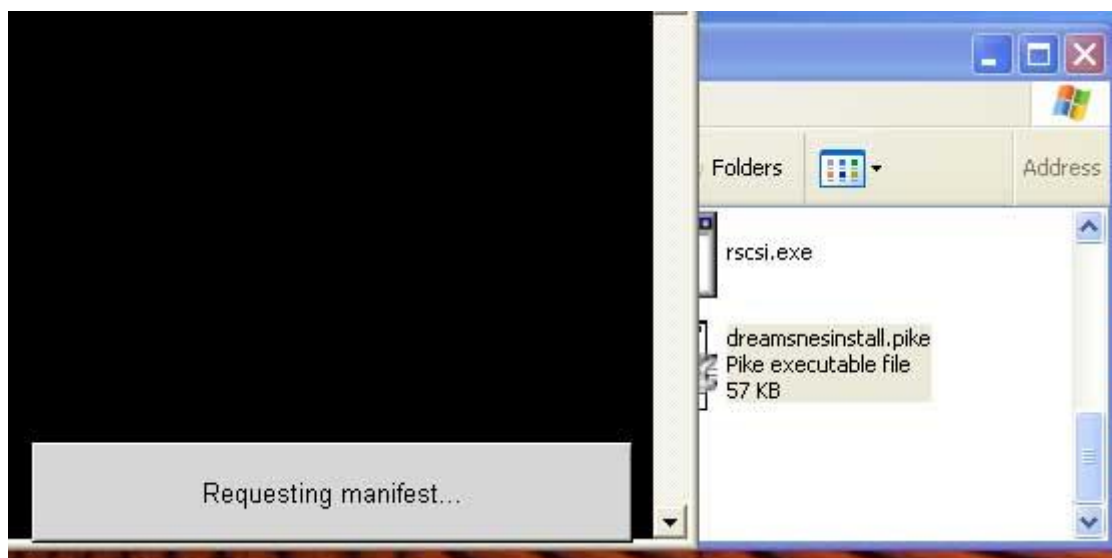 Folders
Address
rscsi.exe
dreamsnesinstall.pike
Pike executable file
57 KB
Requesting manifest...